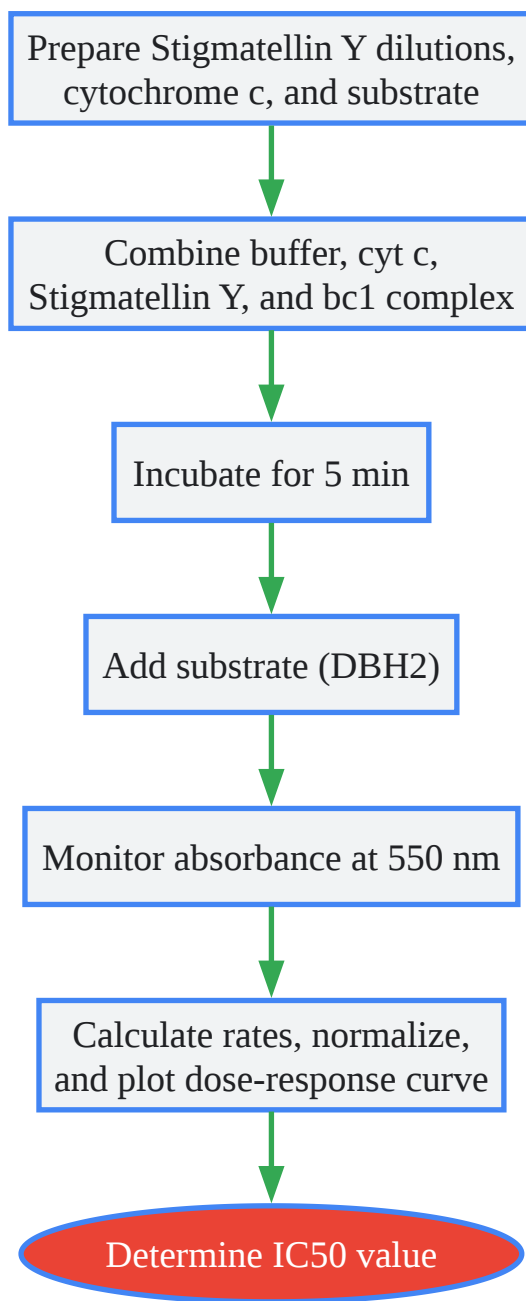 Prepare Stigmatellin Y dilutions,
cytochrome c, and substrate
Combine buffer, cyt c,
Stigmatellin Y, and bc1 complex
Incubate for 5 min
Add substrate (DBH2)
Monitor absorbance at 550 nm
Calculate rates, normalize,
and plot dose-response curve
Determine IC50 value